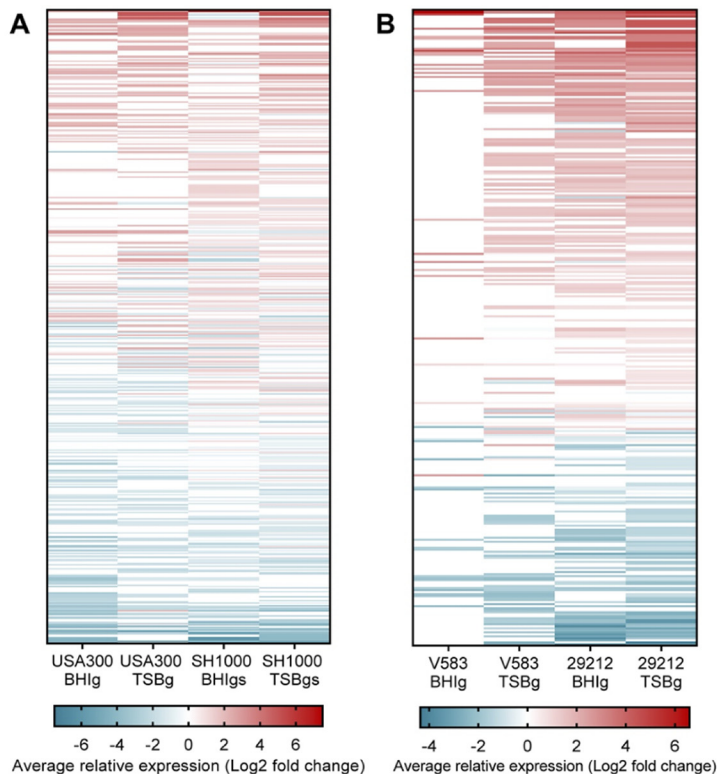 A
B
USA300 USA300 SH1000 SH1000
BHIg TSBg BHIgs TSBgs
V583 V583 29212 29212
BHIg TSBg BHIg TSBg
-6 -4 -2 0 2 4 6
Average relative expression (Log2 fold change)
-4 -2 0 2 4 6
Average relative expression (Log2 fold change)